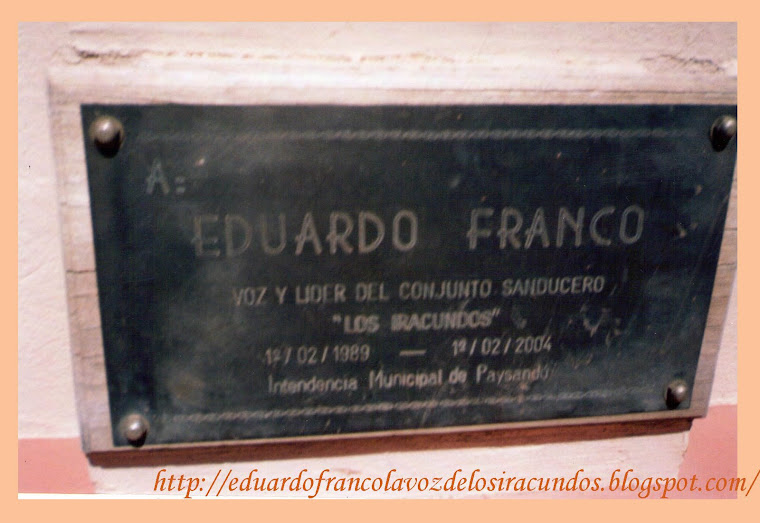 A:
EDUARDO FRANCO
VOZ Y LIDER DEL CONJUNTO SANDUCERO
"LOS IRACUNDOS"
1º/02/1989 — 1º/02/2004
Intendencia Municipal de Paysandú
http://eduardofrancolavozdelosiracundos.blogspot.com/